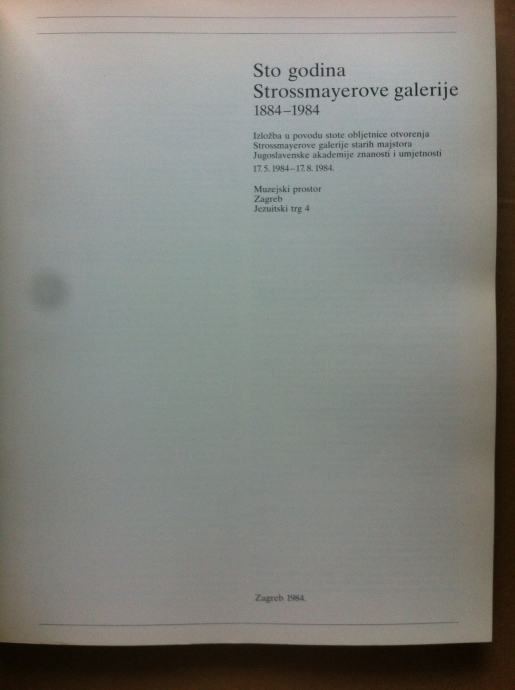 Sto godina
Strossmayerove galerije
1884–1984
Izložba u povodu stote obljetnice otvorenja
Strossmayerove galerije starih majstora
Jugoslavenske akademije znanosti i umjetnosti
17. 5. 1984–17. 8. 1984.
Muzejski prostor
Zagreb
Jezuitski trg 4
Zagreb 1984.